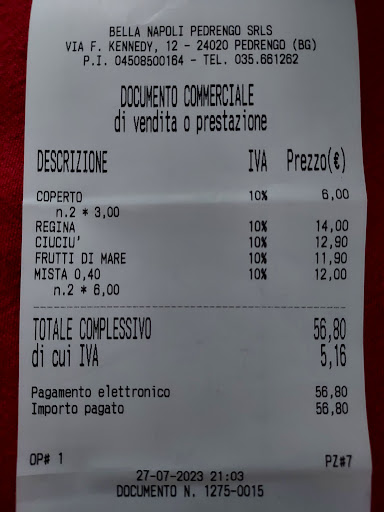 BELLA NAPOLI PEDRENGO SRLS
VIA F. KENNEDY, 12 - 24020 PEDRENGO (BG)
P.I. 04508500164 - TEL. 035.661262
DOCUMENTO COMMERCIALE
di vendita o prestazione
DESCRIZIONE IVA Prezzo(€)
COPERTO 10% 6,00
n.2 * 3,00
REGINA 10% 14,00
CIUCIU' 10% 12,90
FRUTTI DI MARE 10% 11,90
MISTA 0,40 10% 12,00
n.2 * 6,00
TOTALE COMPLESSIVO 56,80
di cui IVA 5,16
Pagamento elettronico 56,80
Importo pagato 56,80
OP# 1 PZ#7
27-07-2023 21:03
DOCUMENTO N. 1275-0015